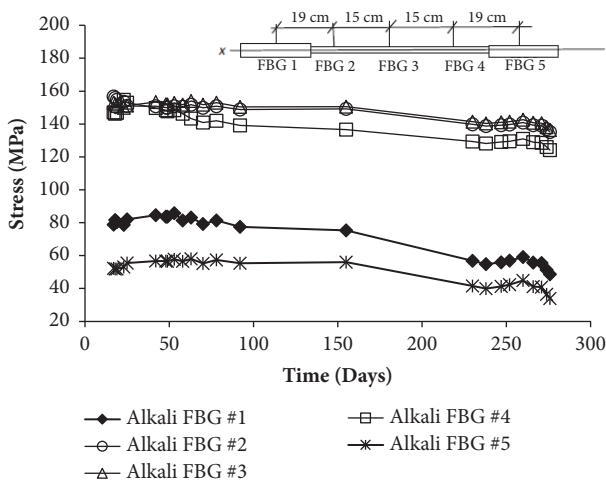 200
180
160
140
120
100
80
60
40
20
Stress (MPa)
19 cm 15 cm 15 cm 19 cm
x
FBG 1 FBG 2 FBG 3 FBG 4 FBG 5
0 50 100 150 200 250 300
Time (Days)
Alkali FBG #1
Alkali FBG #2
Alkali FBG #3
Alkali FBG #4
Alkali FBG #5